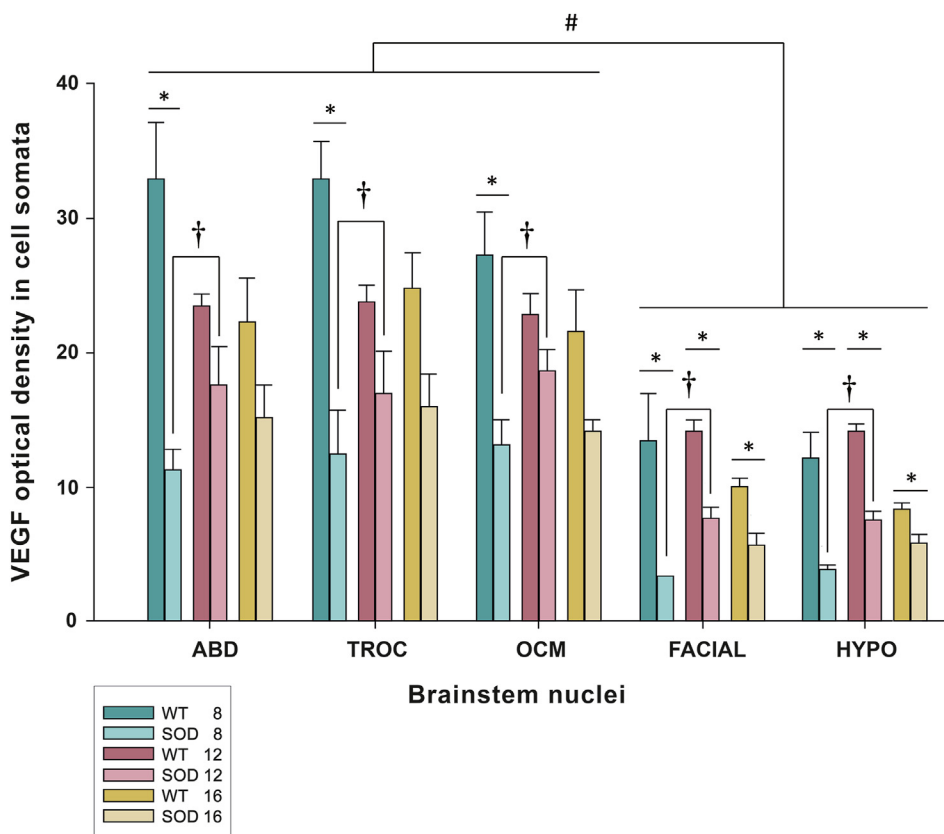 #
40
* *
†
*
30
† †
VEGF optical density in cell somata
20
* * * *
† †
*
*
10
0
ABD TROC OCM FACIAL HYPO
Brainstem nuclei
WT 8
SOD 8
WT 12
SOD 12
WT 16
SOD 16